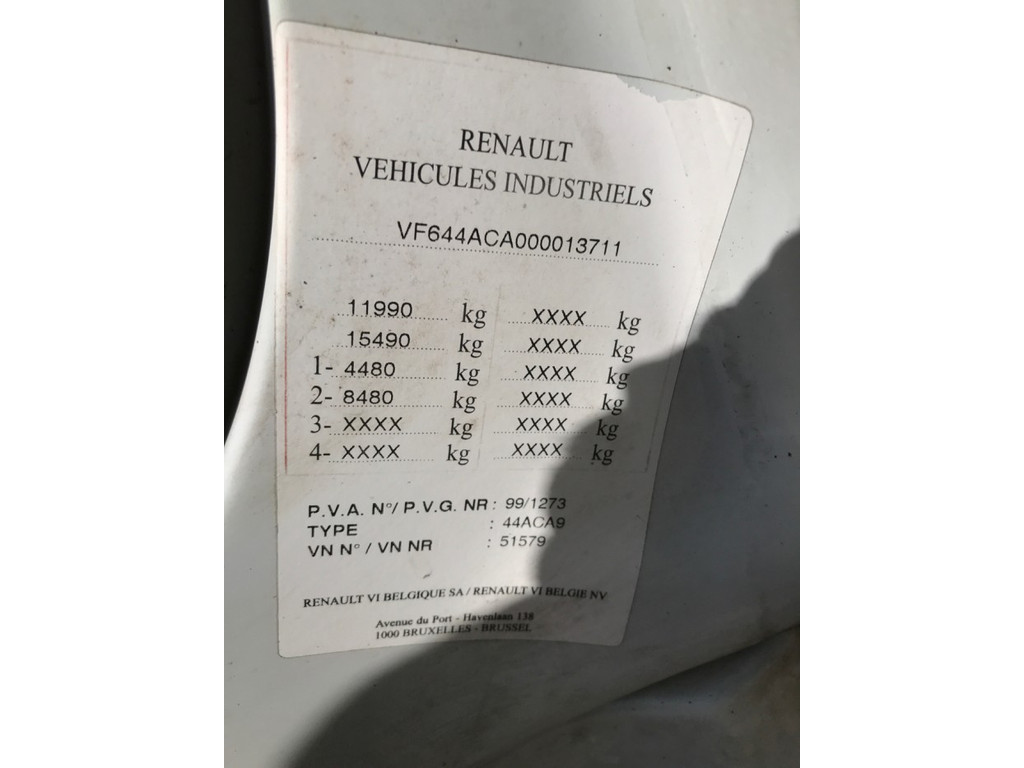 RENAULT
VEHICULES INDUSTRIELS
VF644ACA000013711
11990 kg XXXX kg
15490 kg XXXX kg
1- 4480 kg XXXX kg
2- 8480 kg XXXX kg
3- XXXX kg XXXX kg
4- XXXX kg XXXX kg
P.V.A. N°/ P.V.G. NR : 99/1273
TYPE : 44ACA9
VN N° / VN NR : 51579
RENAULT VI BELGIQUE SA / RENAULT VI BELGIE NV
Avenue du Port - Havenlaan 138
1000 BRUXELLES - BRUSSEL